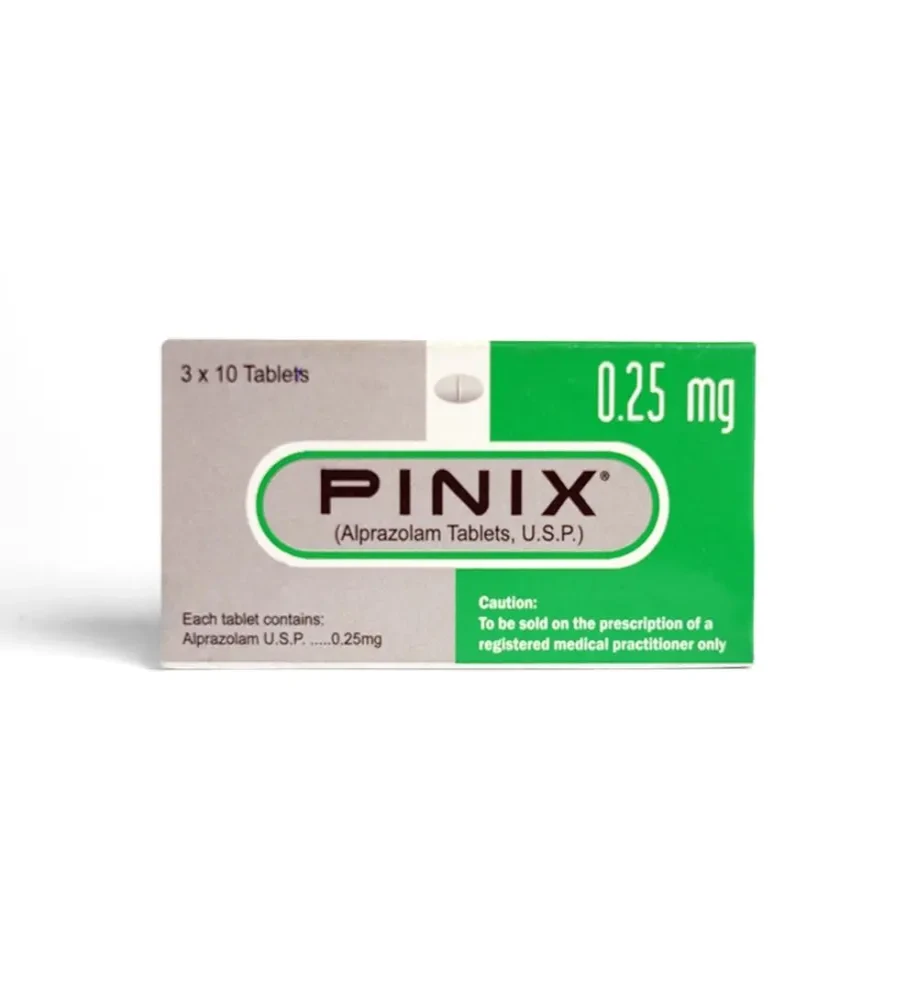 3 x 10 Tablets
0.25 mg
PINIX®
(Alprazolam Tablets, U.S.P.)
Each tablet contains:
Alprazolam U.S.P. .....0.25mg
Caution:
To be sold on the prescription of a
registered medical practitioner only